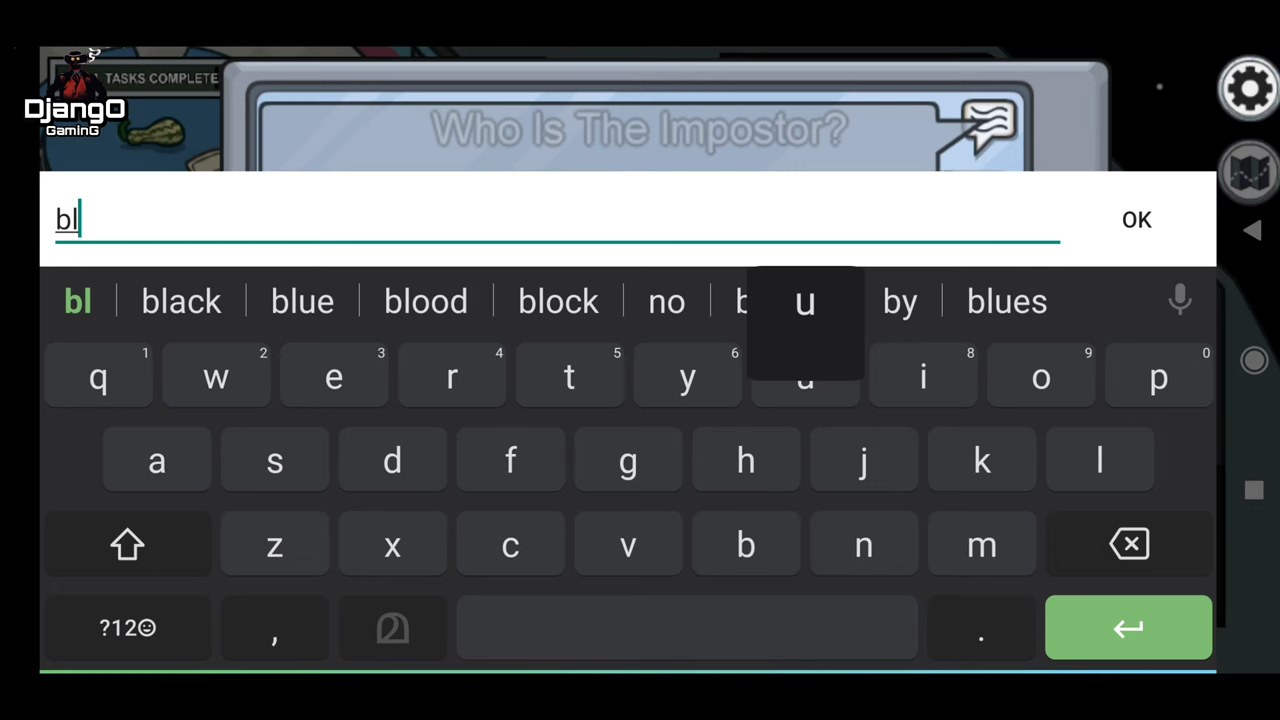 TASKS COMPLETE
DjangO
GaminG
Who Is The Impostor?
bl
OK
bl black blue blood block no b u by blues
q 1 w 2 e 3 r 4 t 5 y 6 u i 8 o 9 p 0
a s d f g h j k l
z x c v b n m
?12☺ , മ .